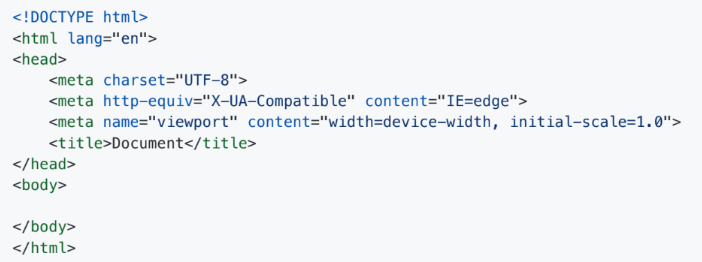 <!DOCTYPE html>
<html lang="en">
<head>
    <meta charset="UTF-8">
    <meta http-equiv="X-UA-Compatible" content="IE=edge">
    <meta name="viewport" content="width=device-width, initial-scale=1.0">
    <title>Document</title>
</head>
<body>

</body>
</html>